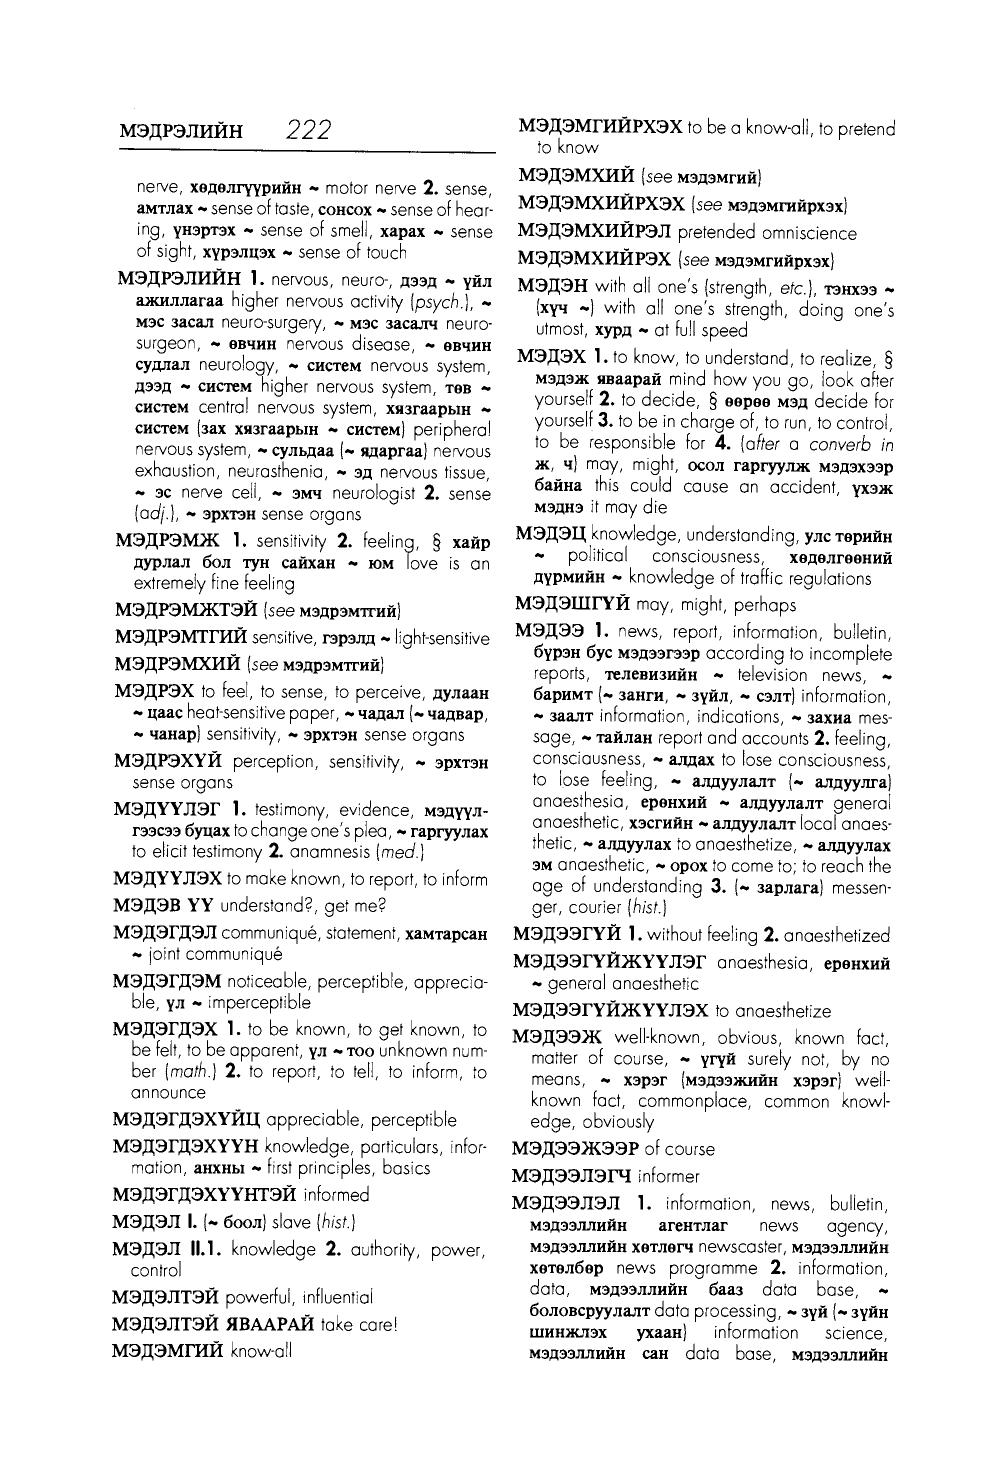 МЭДРЭЛИЙН 222
nerve, хөдөлгүүрийн ~ motor nerve 2. sense,
амтлах ~ sense of taste, сонсох ~ sense of hear-
ing, үнэртэх ~ sense of smell, харах ~ sense
of sight, хүрэлцэх ~ sense of touch
МЭДРЭЛИЙН 1. nervous, neuro-, дээд ~ үйл
ажиллагаа higher nervous activity (psych.), ~
мэс засал neuro-surgery, ~ мэс засалч neuro-
surgeon, ~ өвчин nervous disease, ~ өвчин
судлал neurology, ~ систем nervous system,
дээд ~ систем higher nervous system, төв ~
систем central nervous system, хязгаарын ~
систем (зах хязгаарын ~ систем) peripheral
nervous system, ~ сульдаа (~ ядаргаа) nervous
exhaustion, neurasthenia, ~ эд nervous tissue,
~ эс nerve cell, ~ эмч neurologist 2. sense
(adj.), ~ эрхтэн sense organs
МЭДРЭМЖ 1. sensitivity 2. feeling, § хайр
дурлал бол тун сайхан ~ юм love is an
extremely fine feeling
МЭДРЭМЖТЭЙ (see мэдрэмтгий)
МЭДРЭМТГИЙ sensitive, гэрэлд ~ light-sensitive
МЭДРЭМХИЙ (see мэдрэмтгий)
МЭДРЭХ to feel, to sense, to perceive, дулаан
~ цаас heat-sensitive paper, ~ чадал (~ чадвар,
~ чанар) sensitivity, ~ эрхтэн sense organs
МЭДРЭХҮЙ perception, sensitivity, ~ эрхтэн
sense organs
МЭДҮҮЛЭГ 1. testimony, evidence, мэдүүл-
гээсээ буцах to change one's plea, ~ гаргуулах
to elicit testimony 2. anamnesis (med.)
МЭДҮҮЛЭХ to make known, to report, to inform
МЭДЭВ ҮҮ understand?, get me?
МЭДЭГДЭЛ communiqué, statement, хамтарсан
~ joint communiqué
МЭДЭГДЭМ noticeable, perceptible, apprecia-
ble, үл ~ imperceptible
МЭДЭГДЭХ 1. to be known, to get known, to
be felt, to be apparent, үл ~ тоо unknown num-
ber (math.) 2. to report, to tell, to inform, to
announce
МЭДЭГДЭХҮЙЦ appreciable, perceptible
МЭДЭГДЭХҮҮН knowledge, particulars, infor-
mation, анхны ~ first principles, basics
МЭДЭГДЭХҮҮНТЭЙ informed
МЭДЭЛ I. (~ боол) slave (hist.)
МЭДЭЛ II.1. knowledge 2. authority, power,
control
МЭДЭЛТЭЙ powerful, influential
МЭДЭЛТЭЙ ЯВААРАЙ take care!
МЭДЭМГИЙ know-all
МЭДЭМГИЙРХЭХ to be a know-all, to pretend
to know
МЭДЭМХИЙ (see мэдэмгий)
МЭДЭМХИЙРХЭХ (see мэдэмгийрхэх)
МЭДЭМХИЙРЭЛ pretended omniscience
МЭДЭМХИЙРЭХ (see мэдэмгийрхэх)
МЭДЭН with all one's (strength, etc.), тэнхээ ~
(хүч ~) with all one's strength, doing one's
utmost, хурд ~ at full speed
МЭДЭХ 1. to know, to understand, to realize, §
мэдэж яваарай mind how you go, look after
yourself 2. to decide, § өөрөө мэд decide for
yourself 3. to be in charge of, to run, to control,
to be responsible for 4. (after a converb in
ж, ч) may, might, осол гаргуулж мэдэхээр
байна this could cause an accident, үхэж
мэднэ it may die
МЭДЭЦ knowledge, understanding, улс төрийн
~ political consciousness, хөдөлгөөний
дүрмийн ~ knowledge of traffic regulations
МЭДЭШГҮЙ may, might, perhaps
МЭДЭЭ 1. news, report, information, bulletin,
бүрэн бус мэдээгээр according to incomplete
reports, телевизийн ~ television news, ~
баримт (~ занги, ~ зүйл, ~ сэлт) information,
~ заалт information, indications, ~ захиа mes-
sage, ~ тайлан report and accounts 2. feeling,
consciousness, ~ алдах to lose consciousness,
to lose feeling, ~ алдуулалт (~ алдуулга)
anaesthesia, ерөнхий ~ алдуулалт general
anaesthetic, хэсгийн ~ алдуулалт local anaes-
thetic, ~ алдуулах to anaesthetize, ~ алдуулах
эм anaesthetic, ~ орох to come to; to reach the
age of understanding 3. (~ зарлага) messen-
ger, courier (hist.)
МЭДЭЭГҮЙ 1. without feeling 2. anaesthetized
МЭДЭЭГҮЙЖҮҮЛЭГ anaesthesia, ерөнхий
~ general anaesthetic
МЭДЭЭГҮЙЖҮҮЛЭХ to anaesthetize
МЭДЭЭЖ well-known, obvious, known fact,
matter of course, ~ үгүй surely not, by no
means, ~ хэрэг (мэдээжийн хэрэг) well-
known fact, commonplace, common knowl-
edge, obviously
МЭДЭЭЖЭЭР of course
МЭДЭЭЛЭГЧ informer
МЭДЭЭЛЭЛ 1. information, news, bulletin,
мэдээллийн агентлаг news agency,
мэдээллийн хөтлөгч newscaster, мэдээллийн
хөтөлбөр news programme 2. information,
data, мэдээллийн бааз data base, ~
боловсруулалт data processing, ~ зүй (~ зүйн
шинжлэх ухаан) information science,
мэдээллийн сан data base, мэдээллийн